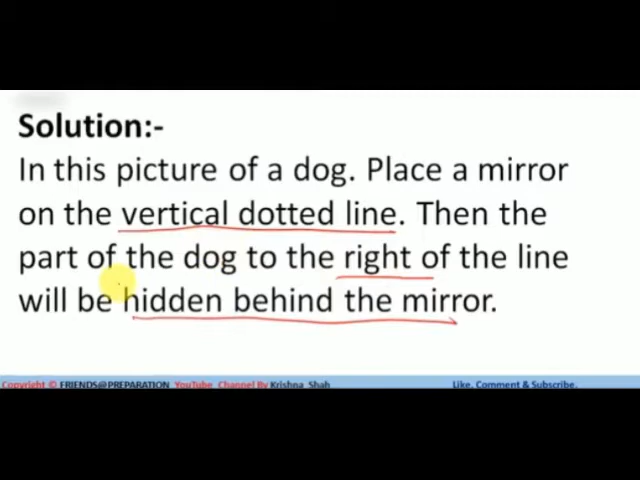 Solution:-
In this picture of a dog. Place a mirror
on the vertical dotted line. Then the
part of the dog to the right of the line
will be hidden behind the mirror.
Copyright © FRIENDS@PREPARATION YouTube Channel By Krishna Shah Like, Comment & Subscribe.